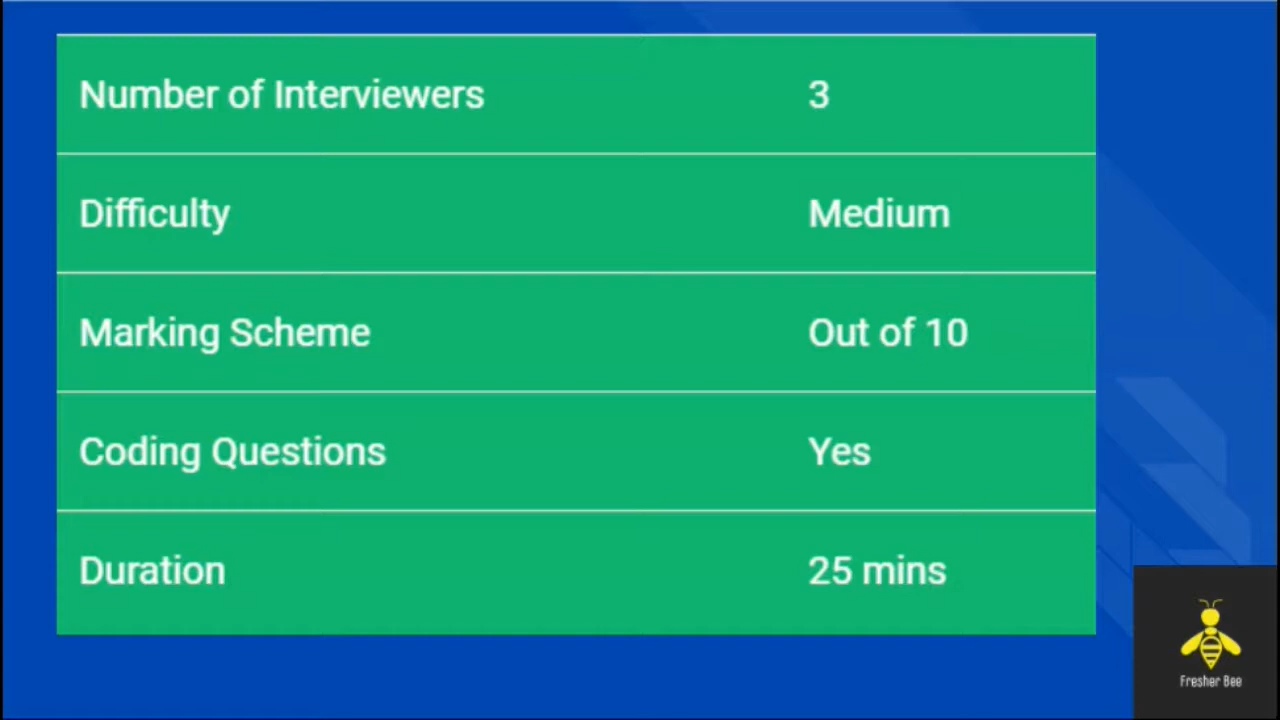 Number of Interviewers 3
Difficulty Medium
Marking Scheme Out of 10
Coding Questions Yes
Duration 25 mins
Fresher Bee